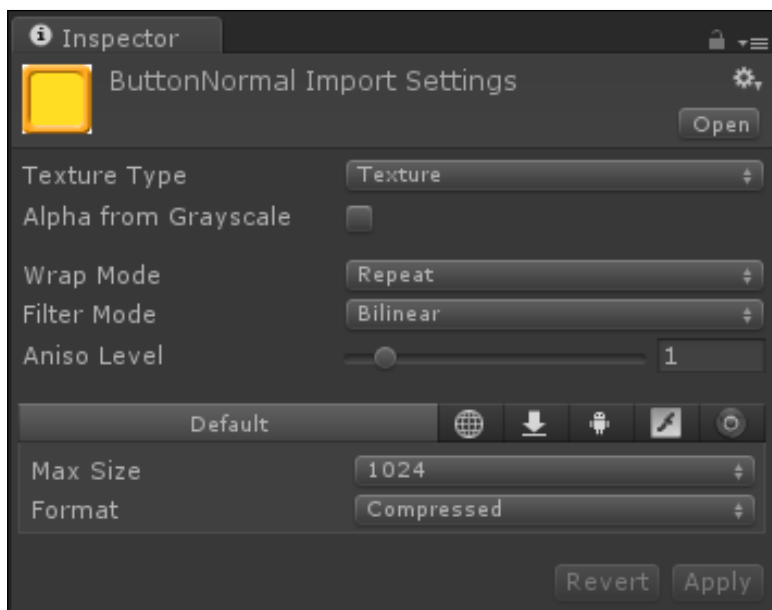 Inspector
ButtonNormal Import Settings
Open
Texture Type Texture
Alpha from Grayscale
Wrap Mode Repeat
Filter Mode Bilinear
Aniso Level 1
Default
Max Size 1024
Format Compressed
Revert Apply